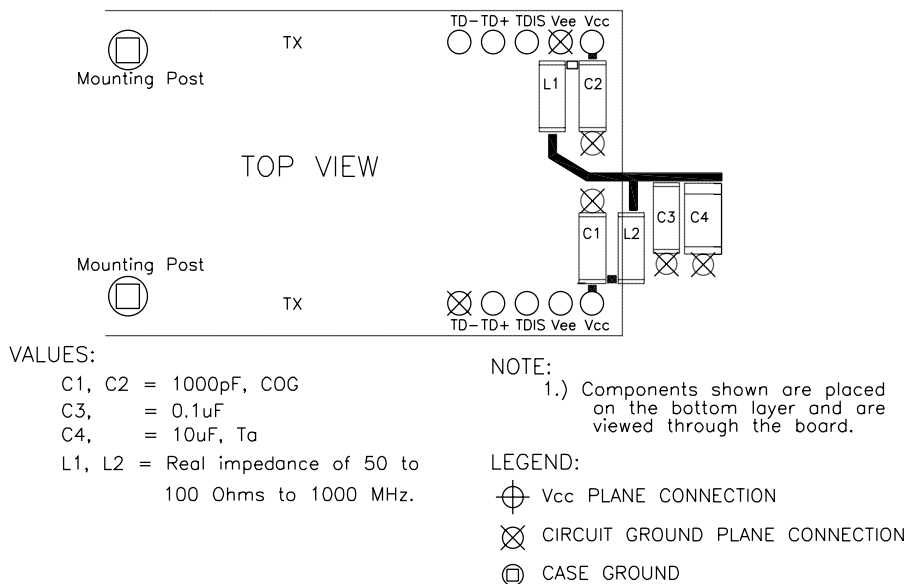 TD- TD+ TDIS Vee Vcc
TX
Mounting Post
L1 C2
TOP VIEW
C1 L2 C3 C4
Mounting Post
TX
TD- TD+ TDIS Vee Vcc
VALUES:
C1, C2 = 1000pF, COG
C3, = 0.1uF
C4, = 10uF, Ta
L1, L2 = Real impedance of 50 to
100 Ohms to 1000 MHz.
NOTE:
1.) Components shown are placed
on the bottom layer and are
viewed through the board.
LEGEND:
Vcc PLANE CONNECTION
CIRCUIT GROUND PLANE CONNECTION
CASE GROUND